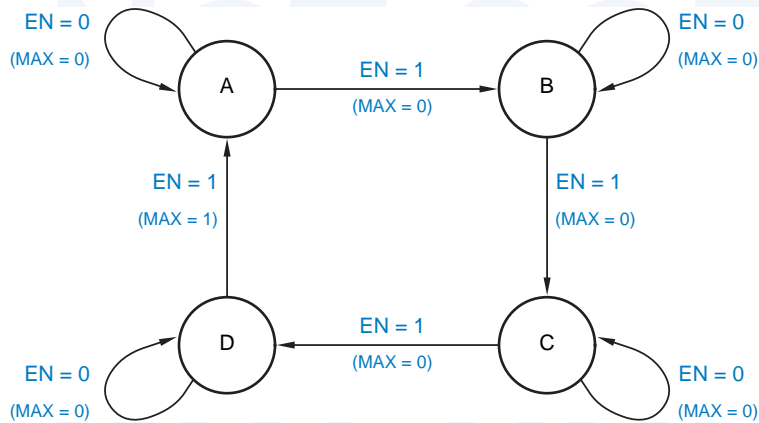 EN = 0
(MAX = 0)
A
EN = 1
(MAX = 0)
B
EN = 0
(MAX = 0)
EN = 1
(MAX = 1)
EN = 1
(MAX = 0)
D
EN = 1
(MAX = 0)
C
EN = 0
(MAX = 0)
EN = 0
(MAX = 0)